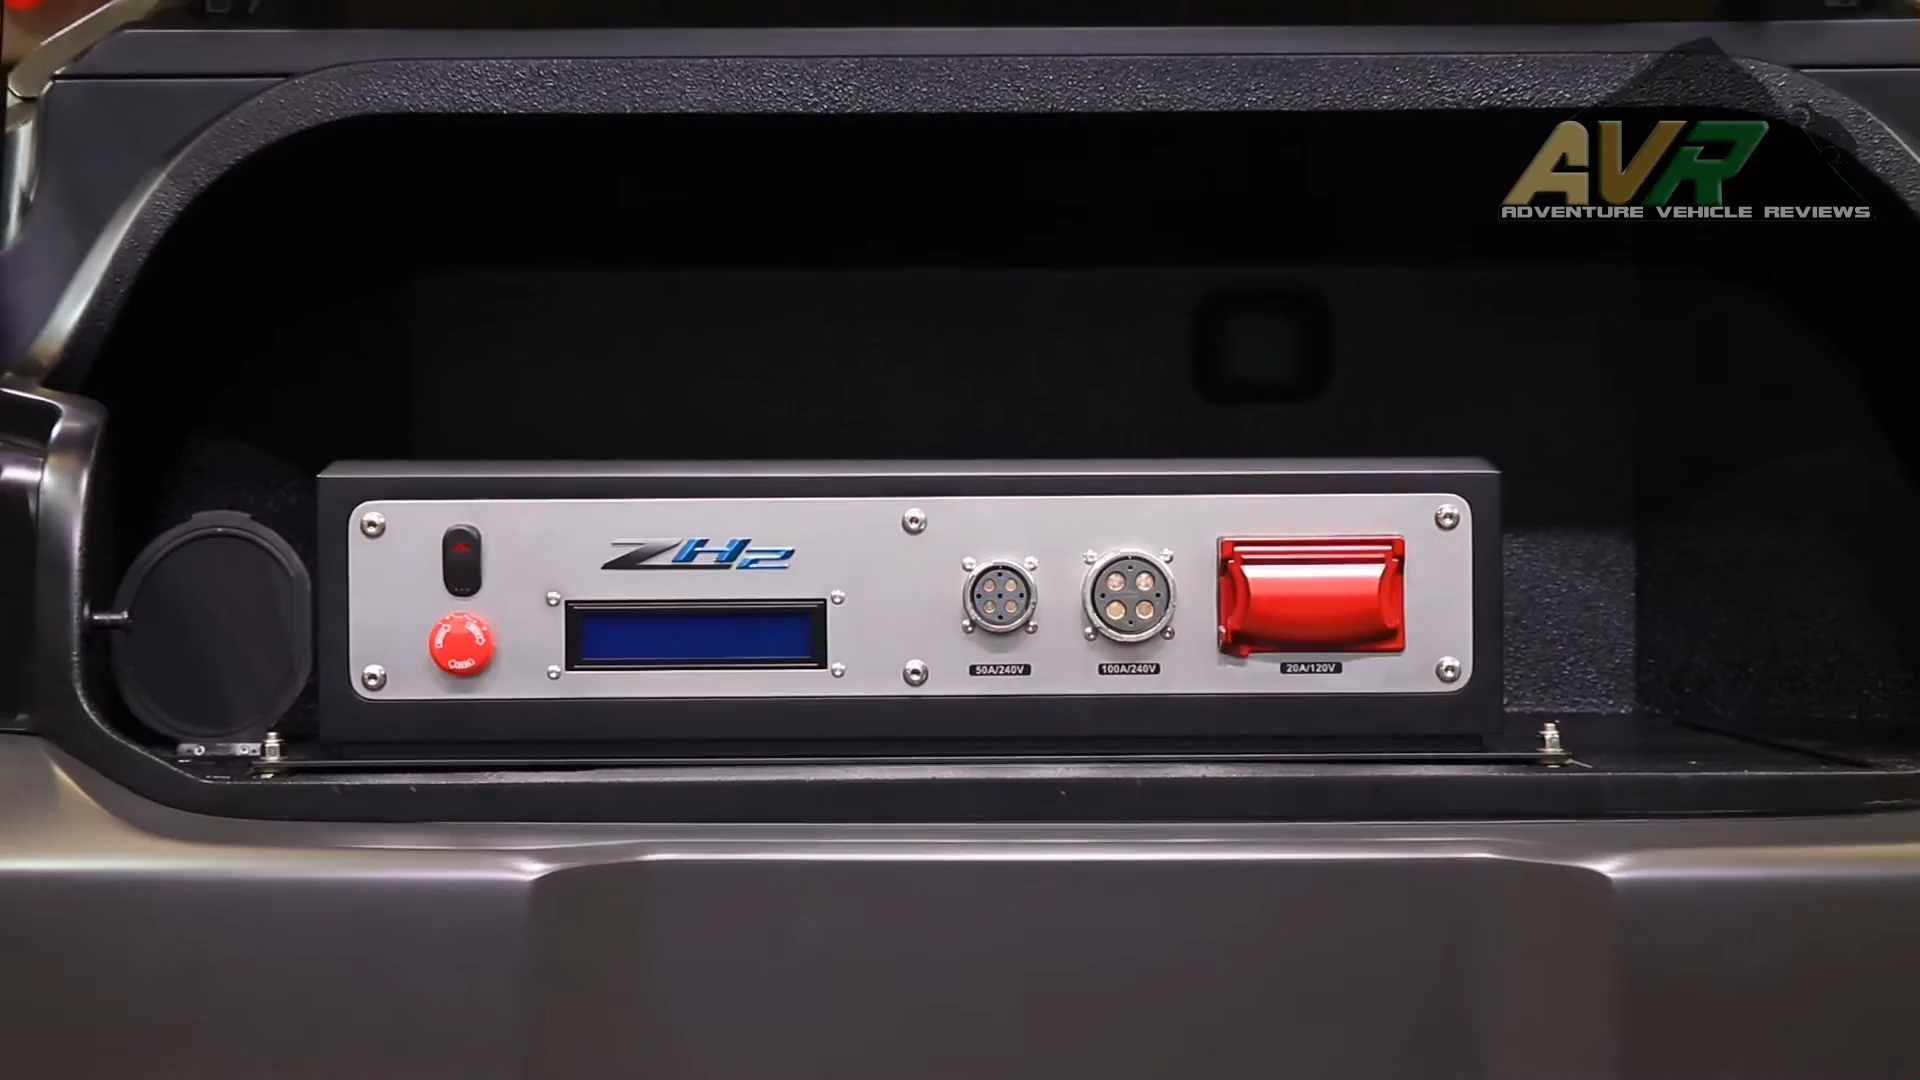 AVR
ADVENTURE VEHICLE REVIEWS
ZH2
50A/240V
100A/240V
20A/120V